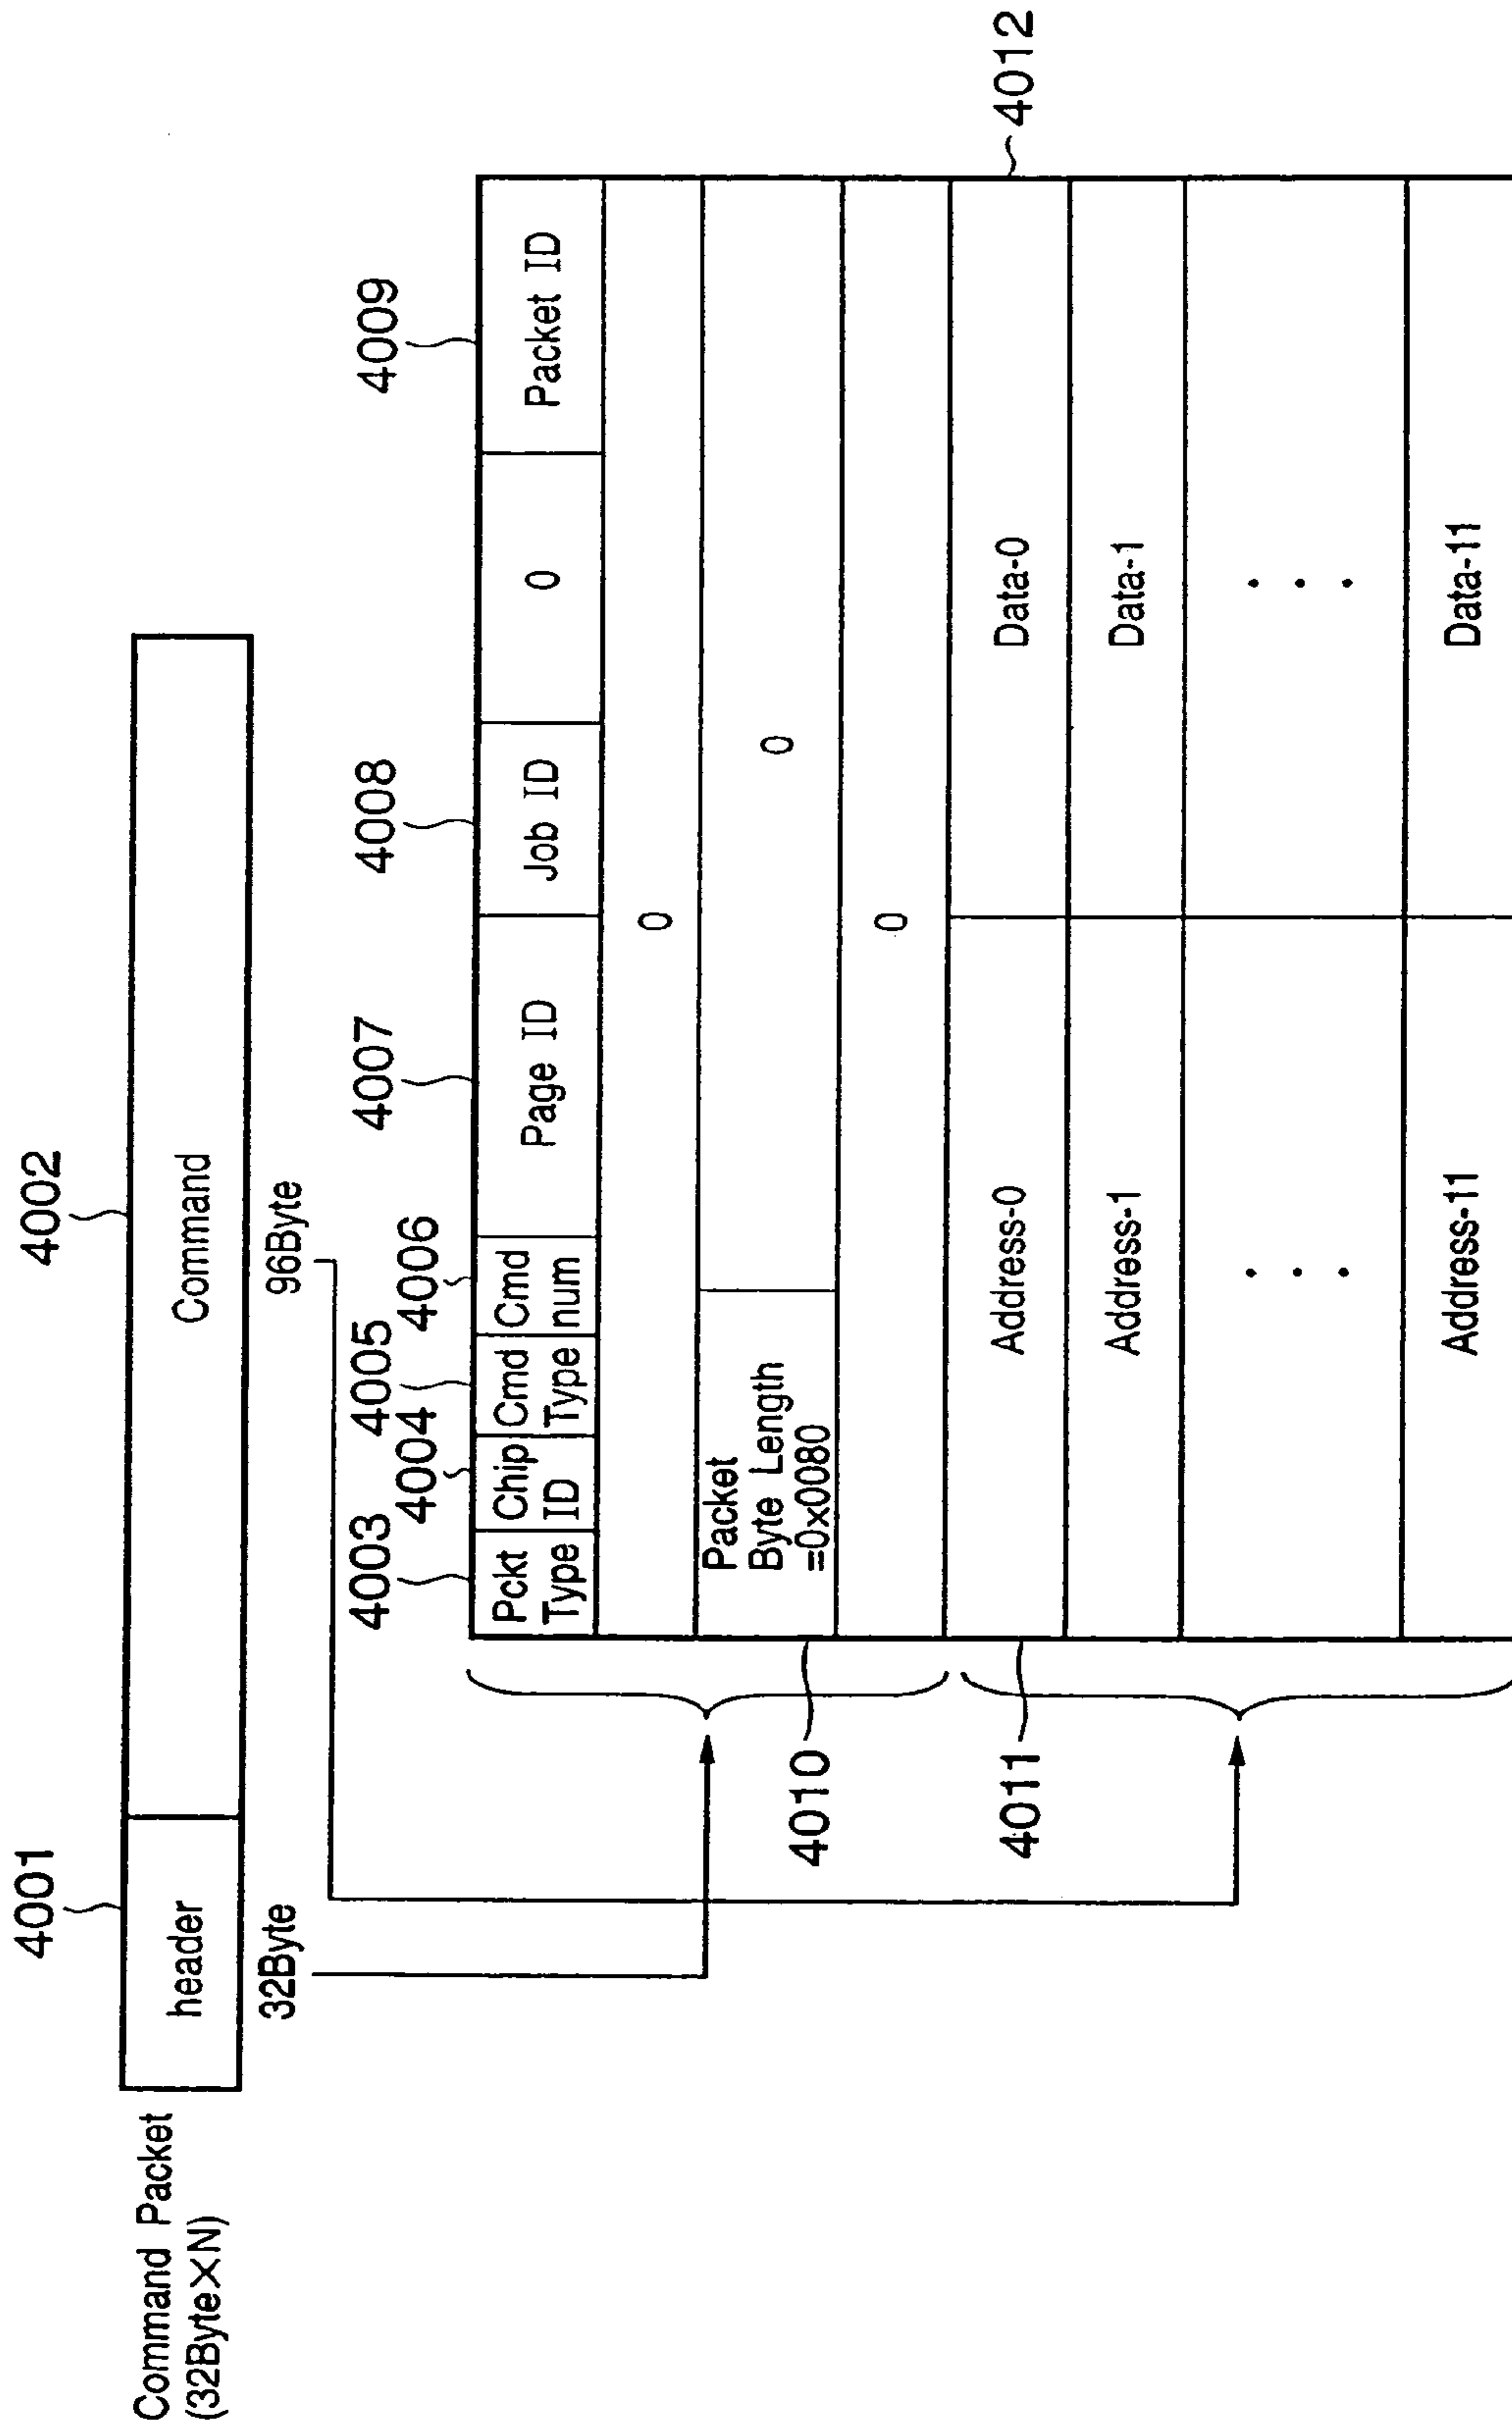 4001
4002
Command Packet
(32Byte×N)
header
Command
32Byte
96Byte
4003
4004
4005
4006
4007
4008
4009
Pckt
Type
Chip
ID
Cmd
Type
Cmd
num
Page ID
Job ID
0
Packet ID
0
Packet
Byte Length
=0x0080
0
0
4010
4011
4012
Address-0
Data-0
Address-1
Data-1
· · ·
· · ·
Address-11
Data-11